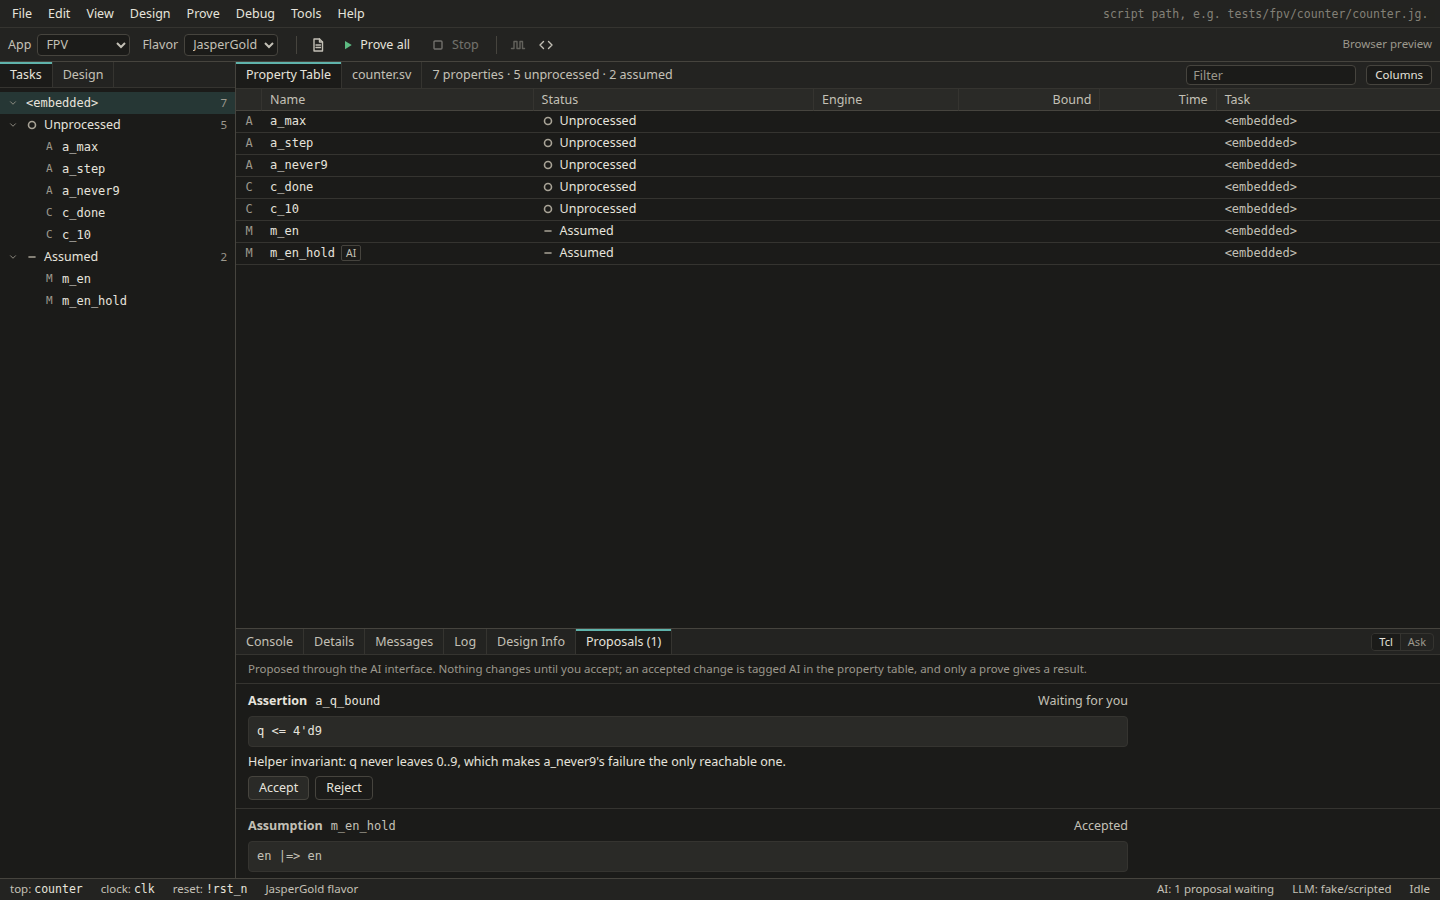 File Edit View Design Prove Debug Tools Help script path, e.g. tests/fpv/counter/counter.jg.
App FPV Flavor JasperGold Prove all Stop Browser preview
Tasks Design Property Table counter.sv 7 properties · 5 unprocessed · 2 assumed Filter Columns
<embedded> 7
Unprocessed 5
A a_max
A a_step
A a_never9
C c_done
C c_10
Assumed 2
M m_en
M m_en_hold
Name Status Engine Bound Time Task
A a_max Unprocessed <embedded>
A a_step Unprocessed <embedded>
A a_never9 Unprocessed <embedded>
C c_done Unprocessed <embedded>
C c_10 Unprocessed <embedded>
M m_en Assumed <embedded>
M m_en_hold AI Assumed <embedded>
Console Details Messages Log Design Info Proposals (1) Tcl Ask
Proposed through the AI interface. Nothing changes until you accept; an accepted change is tagged AI in the property table, and only a prove gives a result.
Assertion a_q_bound Waiting for you
q <= 4'd9
Helper invariant: q never leaves 0..9, which makes a_never9's failure the only reachable one.
Accept Reject
Assumption m_en_hold Accepted
en |=> en
top: counter clock: clk reset: !rst_n JasperGold flavor AI: 1 proposal waiting LLM: fake/scripted Idle